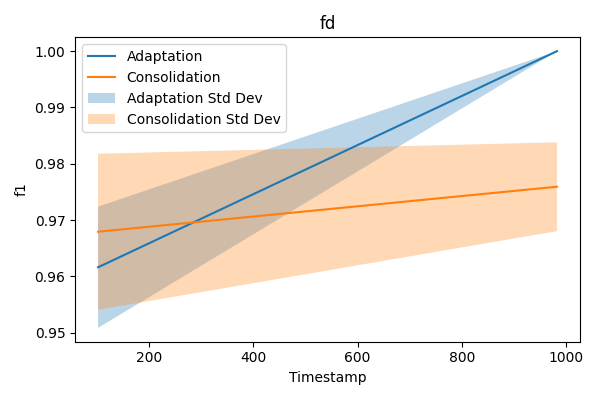 fd
Adaptation
Consolidation
Adaptation Std Dev
Consolidation Std Dev
f1
1.00
0.99
0.98
0.97
0.96
0.95
200
400
600
800
1000
Timestamp